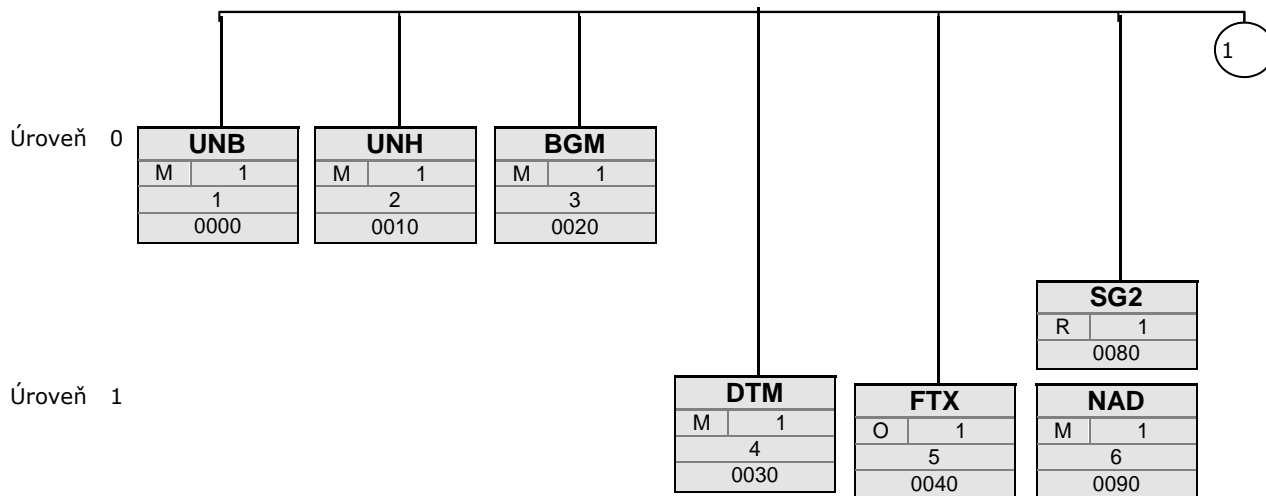 1
Úroveň 0
UNB
M 1
1
0000
UNH
M 1
2
0010
BGM
M 1
3
0020
SG2
R 1
0080
Úroveň 1
DTM
M 1
4
0030
FTX
O 1
5
0040
NAD
M 1
6
0090